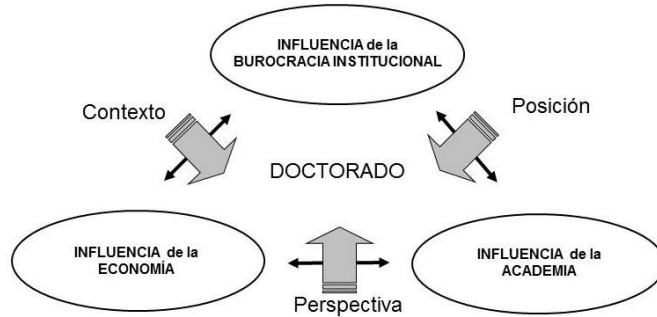 INFLUENCIA de la
BUROCRACIA INSTITUCIONAL
Contexto
Posición
DOCTORADO
INFLUENCIA de la
ECONOMÍA
INFLUENCIA de la
ACADEMIA
Perspectiva